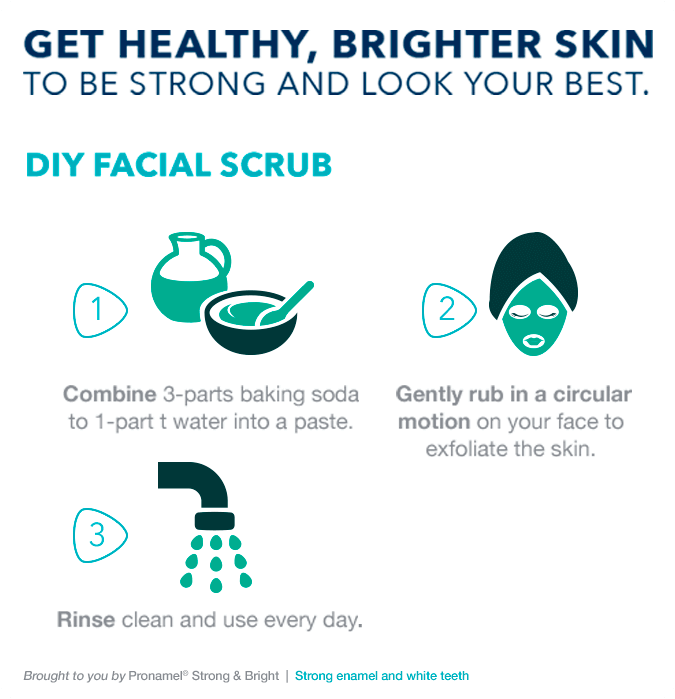 GET HEALTHY, BRIGHTER SKIN
TO BE STRONG AND LOOK YOUR BEST.
DIY FACIAL SCRUB
1
Combine 3-parts baking soda
to 1-part t water into a paste.
2
Gently rub in a circular
motion on your face to
exfoliate the skin.
3
Rinse clean and use every day.
Brought to you by Pronamel® Strong & Bright | Strong enamel and white teeth